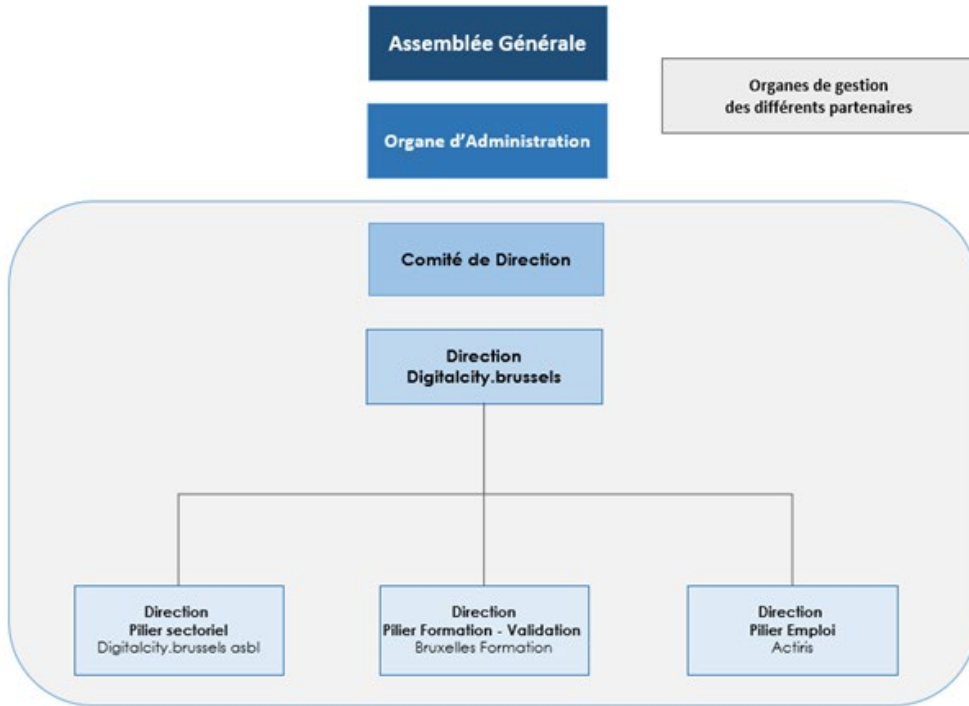 Assemblée Générale
Organes de gestion
des différents partenaires
Organe d'Administration
Comité de Direction
Direction
Digitalcity.brussels
Direction
Pilier sectoriel
Digitalcity.brussels asbl
Direction
Pilier Formation - Validation
Bruxelles Formation
Direction
Pilier Emploi
Actiris